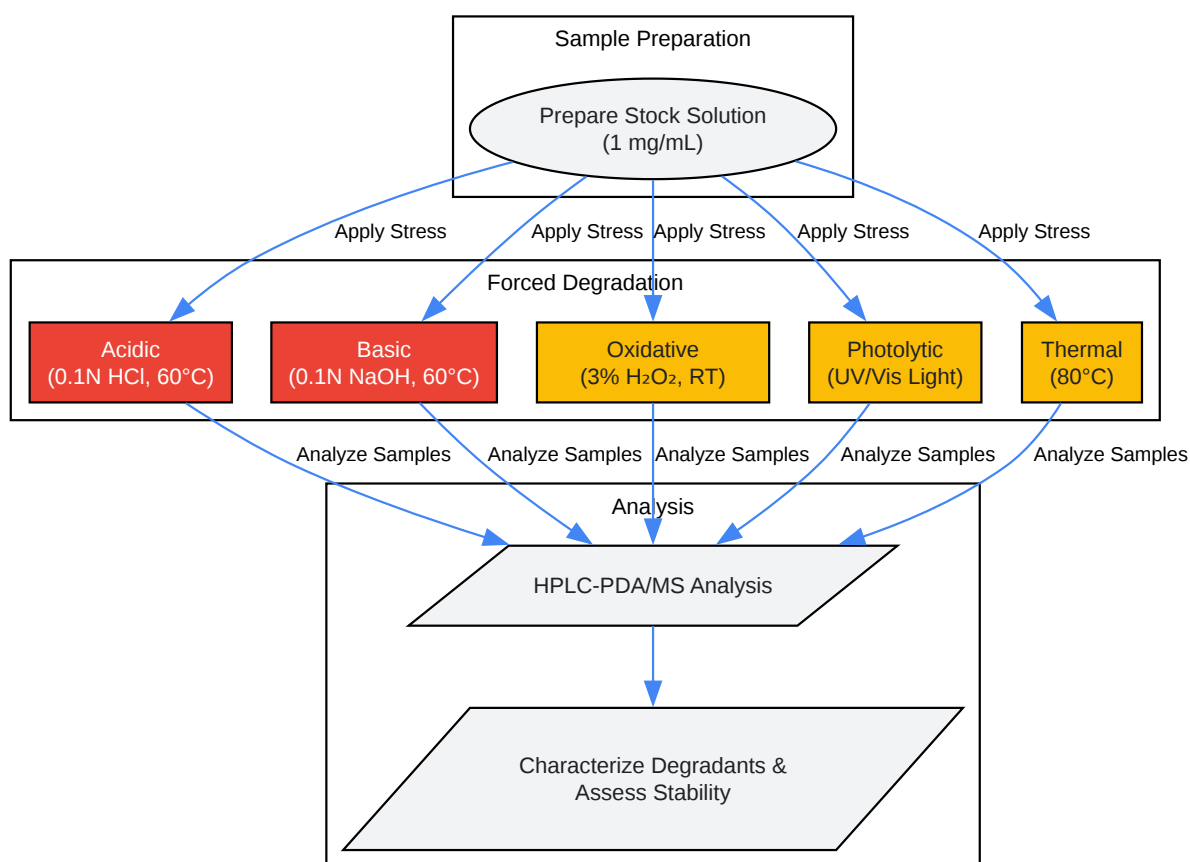 Sample Preparation
Prepare Stock Solution
(1 mg/mL)
Apply Stress
Apply Stress
Apply Stress
Apply Stress
Apply Stress
Forced Degradation
Acidic
(0.1N HCl, 60°C)
Basic
(0.1N NaOH, 60°C)
Oxidative
(3% H₂O₂, RT)
Photolytic
(UV/Vis Light)
Thermal
(80°C)
Analyze Samples
Analyze Samples
Analyze Samples
Analyze Samples
Analyze Samples
Analysis
HPLC-PDA/MS Analysis
Characterize Degradants &
Assess Stability